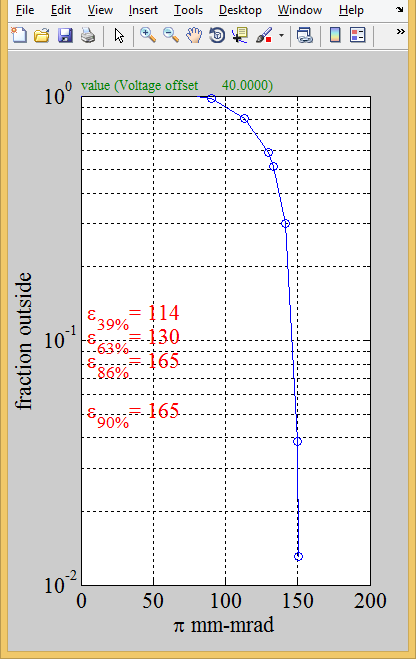 File Edit View Insert Tools Desktop Window Help
value (Voltage offset 40.0000)
10^0
10^-1
10^-2
fraction outside
ε39%= 114
ε63%= 130
ε86%= 165
ε90%= 165
0 50 100 150 200
π mm-mrad